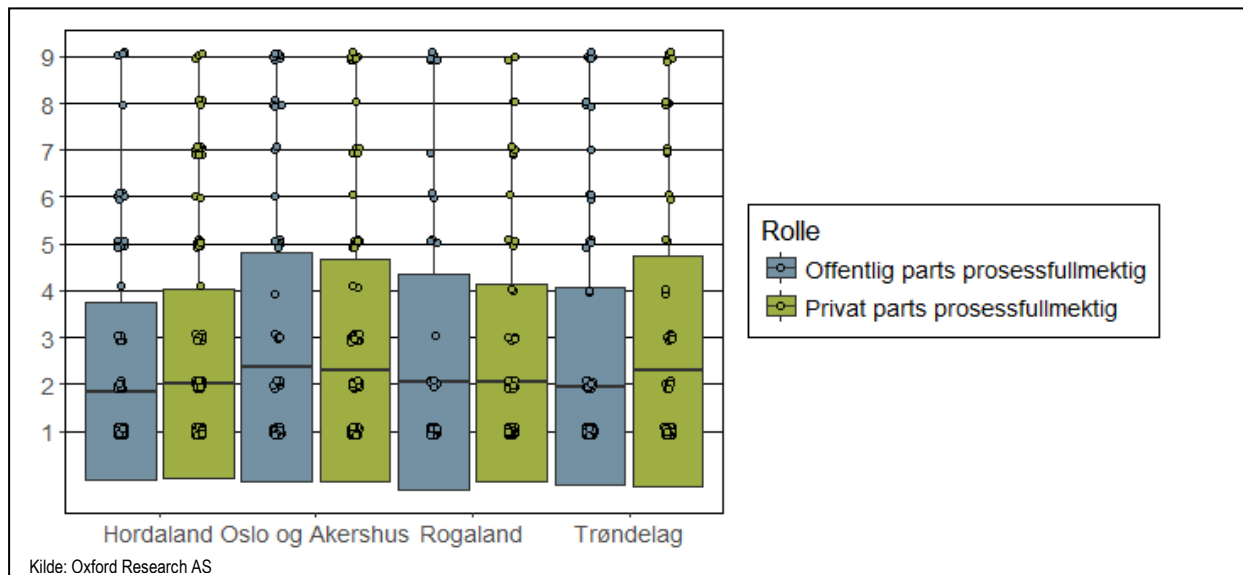 9
8
7
6
5
4
3
2
1
Hordaland Oslo og Akershus Rogaland Trøndelag
Rolle
Offentlig parts prosessfullmektig
Privat parts prosessfullmektig
Kilde: Oxford Research AS